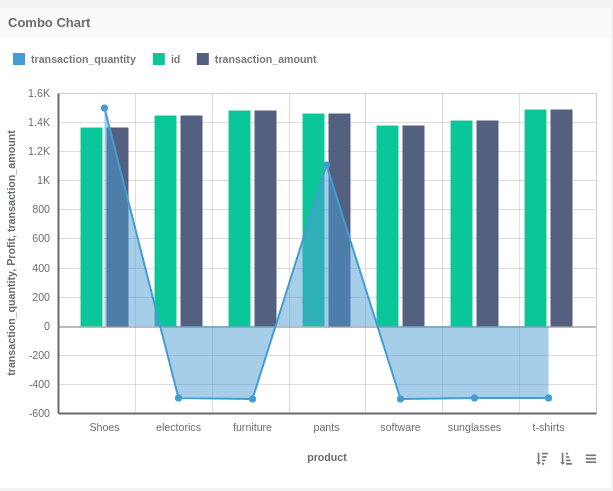 Combo Chart
transaction_quantity id transaction_amount
transaction_quantity, Profit, transaction_amount
1.6K
1.4K
1.2K
1K
800
600
400
200
0
-200
-400
-600
Shoes electorics furniture pants software sunglasses t-shirts
product